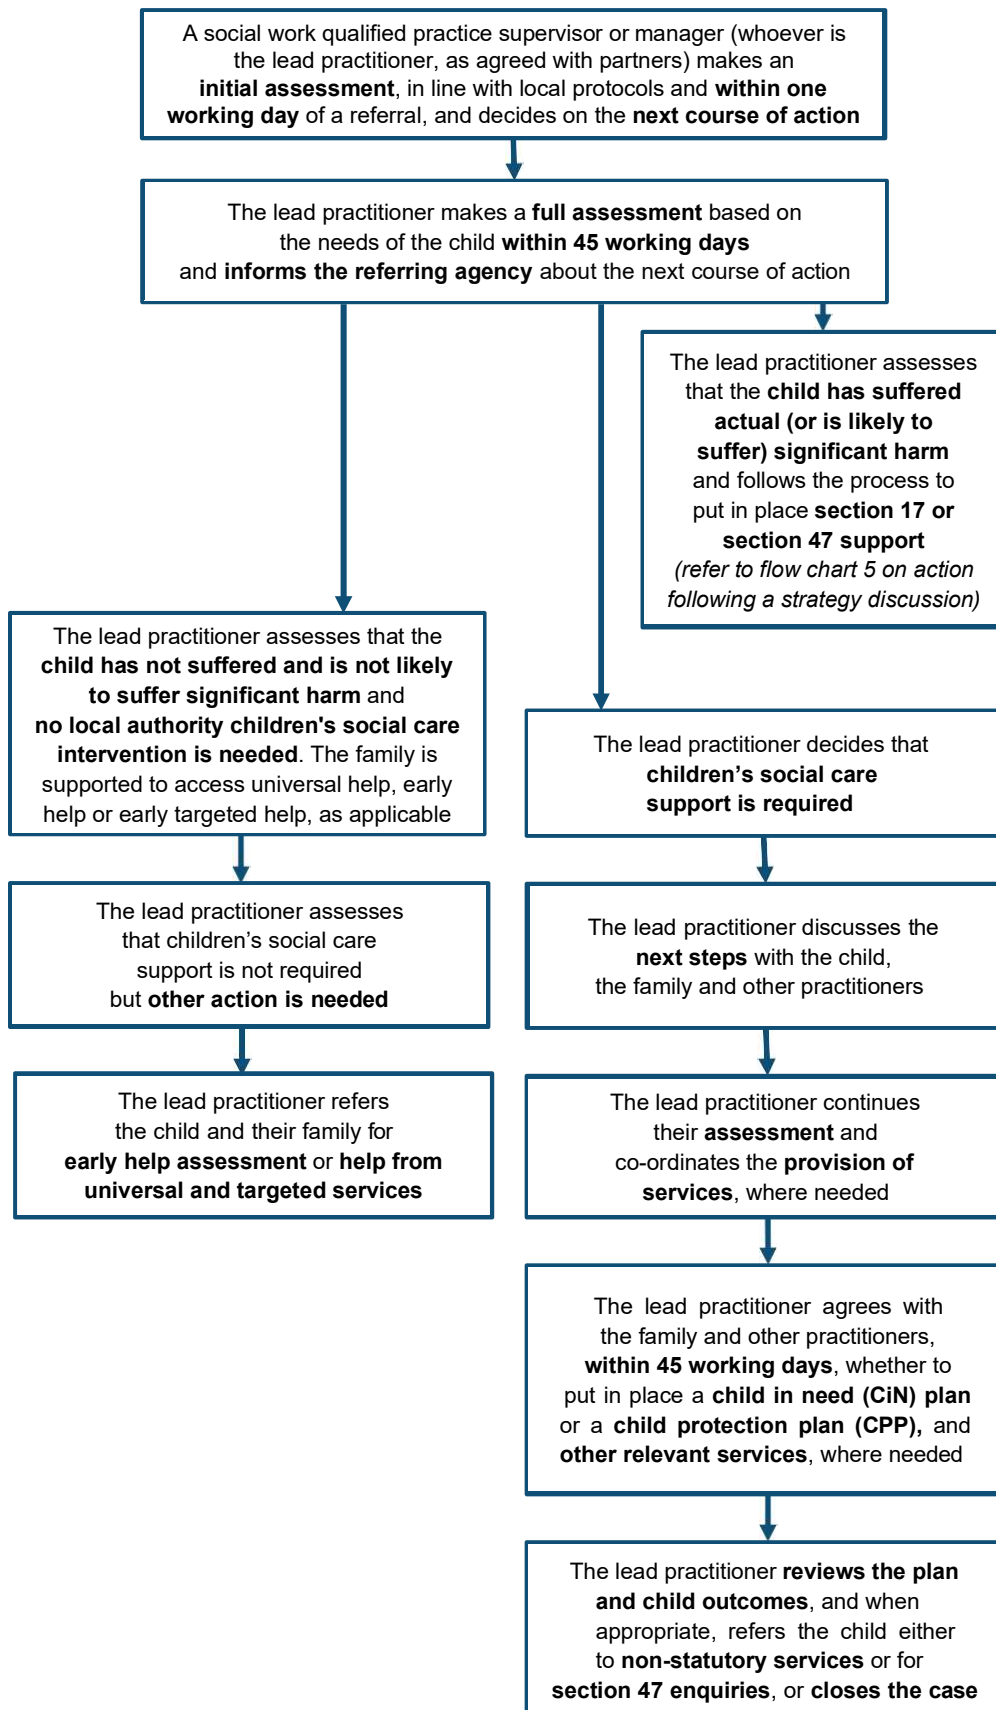 A social work qualified practice supervisor or manager (whoever is
the lead practitioner, as agreed with partners) makes an
initial assessment, in line with local protocols and within one
working day of a referral, and decides on the next course of action
The lead practitioner makes a full assessment based on
the needs of the child within 45 working days
and informs the referring agency about the next course of action
The lead practitioner assesses
that the child has suffered
actual (or is likely to
suffer) significant harm
and follows the process to
put in place section 17 or
section 47 support
(refer to flow chart 5 on action
following a strategy discussion)
The lead practitioner assesses that the
child has not suffered and is not likely
to suffer significant harm and
no local authority children's social care
intervention is needed. The family is
supported to access universal help, early
help or early targeted help, as applicable
The lead practitioner assesses
that children’s social care
support is not required
but other action is needed
The lead practitioner refers
the child and their family for
early help assessment or help from
universal and targeted services
The lead practitioner decides that
children’s social care
support is required
The lead practitioner discusses the
next steps with the child,
the family and other practitioners
The lead practitioner continues
their assessment and
co-ordinates the provision of
services, where needed
The lead practitioner agrees with
the family and other practitioners,
within 45 working days, whether to
put in place a child in need (CiN) plan
or a child protection plan (CPP), and
other relevant services, where needed
The lead practitioner reviews the plan
and child outcomes, and when
appropriate, refers the child either
to non-statutory services or for
section 47 enquiries, or closes the case